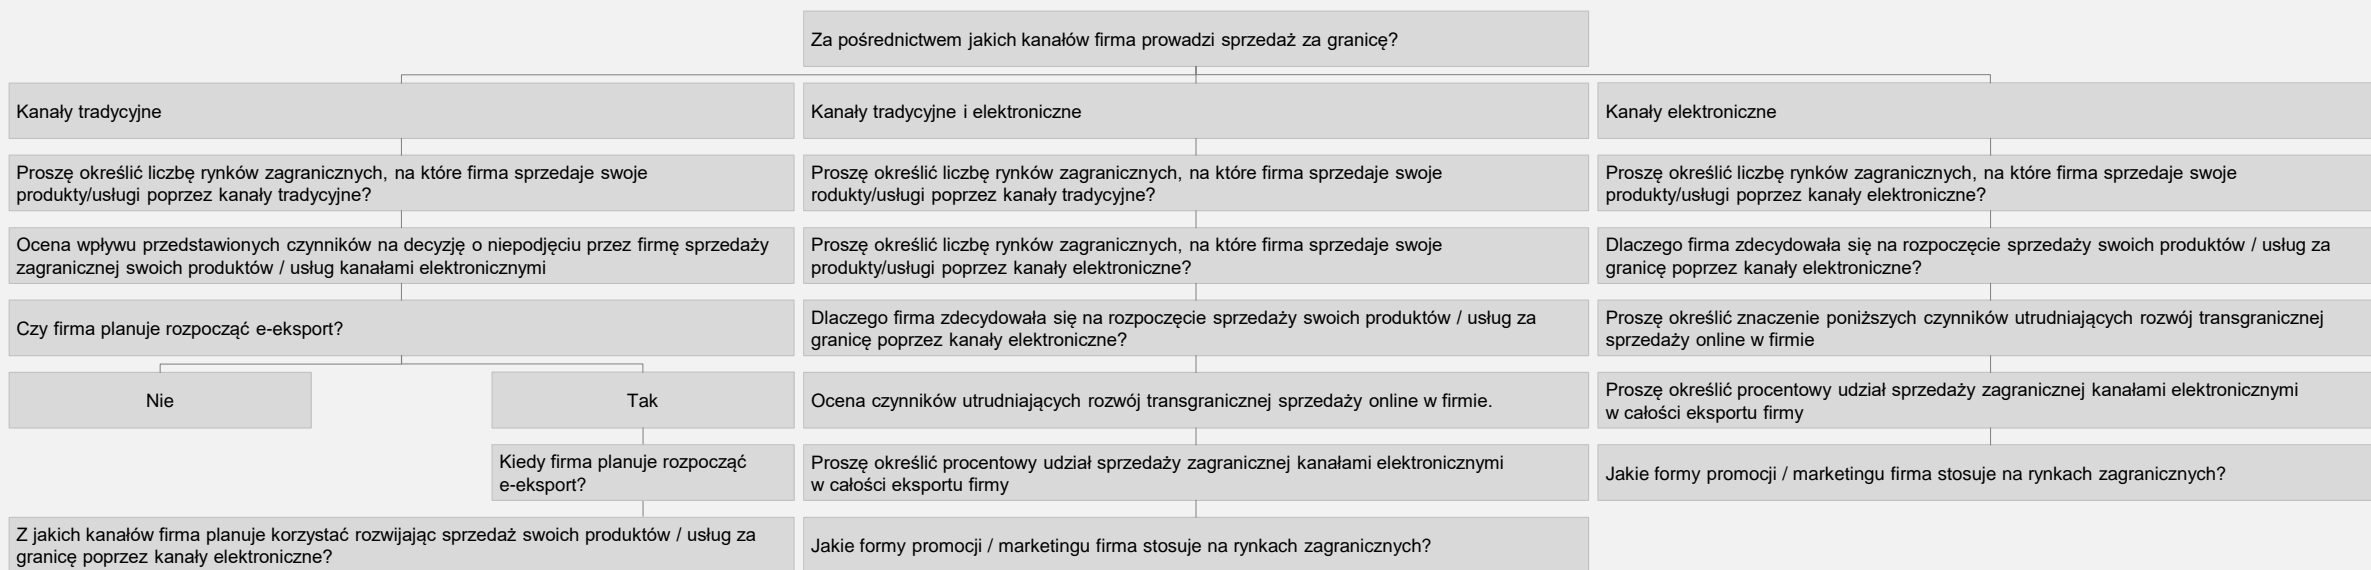 Za pośrednictwem jakich kanałów firma prowadzi sprzedaż za granicę?
Kanały tradycyjne
Proszę określić liczbę rynków zagranicznych, na które firma sprzedaje swoje
produkty/usługi poprzez kanały tradycyjne?
Ocena wpływu przedstawionych czynników na decyzję o niepodjęciu przez firmę sprzedaży
zagranicznej swoich produktów / usług kanałami elektronicznymi
Czy firma planuje rozpocząć e-eksport?
Nie
Tak
Kiedy firma planuje rozpocząć
e-eksport?
Z jakich kanałów firma planuje korzystać rozwijając sprzedaż swoich produktów / usług za
granicę poprzez kanały elektroniczne?
Kanały tradycyjne i elektroniczne
Proszę określić liczbę rynków zagranicznych, na które firma sprzedaje swoje
rodukty/usługi poprzez kanały tradycyjne?
Proszę określić liczbę rynków zagranicznych, na które firma sprzedaje swoje
produkty/usługi poprzez kanały elektroniczne?
Dlaczego firma zdecydowała się na rozpoczęcie sprzedaży swoich produktów / usług za
granicę poprzez kanały elektroniczne?
Ocena czynników utrudniających rozwój transgranicznej sprzedaży online w firmie.
Proszę określić procentowy udział sprzedaży zagranicznej kanałami elektronicznymi
w całości eksportu firmy
Jakie formy promocji / marketingu firma stosuje na rynkach zagranicznych?
Kanały elektroniczne
Proszę określić liczbę rynków zagranicznych, na które firma sprzedaje swoje
produkty/usługi poprzez kanały elektroniczne?
Dlaczego firma zdecydowała się na rozpoczęcie sprzedaży swoich produktów / usług za
granicę poprzez kanały elektroniczne?
Proszę określić znaczenie poniższych czynników utrudniających rozwój transgranicznej
sprzedaży online w firmie
Proszę określić procentowy udział sprzedaży zagranicznej kanałami elektronicznymi
w całości eksportu firmy
Jakie formy promocji / marketingu firma stosuje na rynkach zagranicznych?